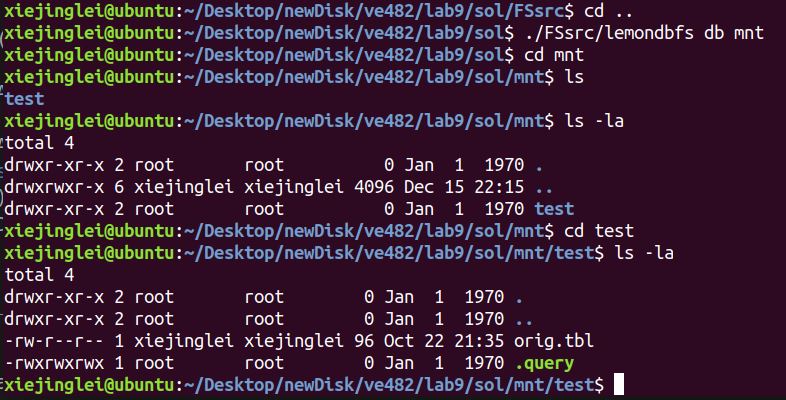 xiejinglei@ubuntu:~/Desktop/newDisk/ve482/lab9/sol/FSsrc$ cd ..
xiejinglei@ubuntu:~/Desktop/newDisk/ve482/lab9/sol$ ./FSsrc/lemondbfs db mnt
xiejinglei@ubuntu:~/Desktop/newDisk/ve482/lab9/sol$ cd mnt
xiejinglei@ubuntu:~/Desktop/newDisk/ve482/lab9/sol/mnt$ ls
test
xiejinglei@ubuntu:~/Desktop/newDisk/ve482/lab9/sol/mnt$ ls -la
total 4
drwxr-xr-x 2 root       root          0 Jan  1  1970 .
drwxrwxr-x 6 xiejinglei xiejinglei 4096 Dec 15 22:15 ..
drwxr-xr-x 2 root       root          0 Jan  1  1970 test
xiejinglei@ubuntu:~/Desktop/newDisk/ve482/lab9/sol/mnt$ cd test
xiejinglei@ubuntu:~/Desktop/newDisk/ve482/lab9/sol/mnt/test$ ls -la
total 4
drwxr-xr-x 2 root       root        0 Jan  1  1970 .
drwxr-xr-x 2 root       root        0 Jan  1  1970 ..
-rw-r--r-- 1 xiejinglei xiejinglei 96 Oct 22 21:35 orig.tbl
-rwxrwxrwx 1 root       root        0 Jan  1  1970 .query
xiejinglei@ubuntu:~/Desktop/newDisk/ve482/lab9/sol/mnt/test$